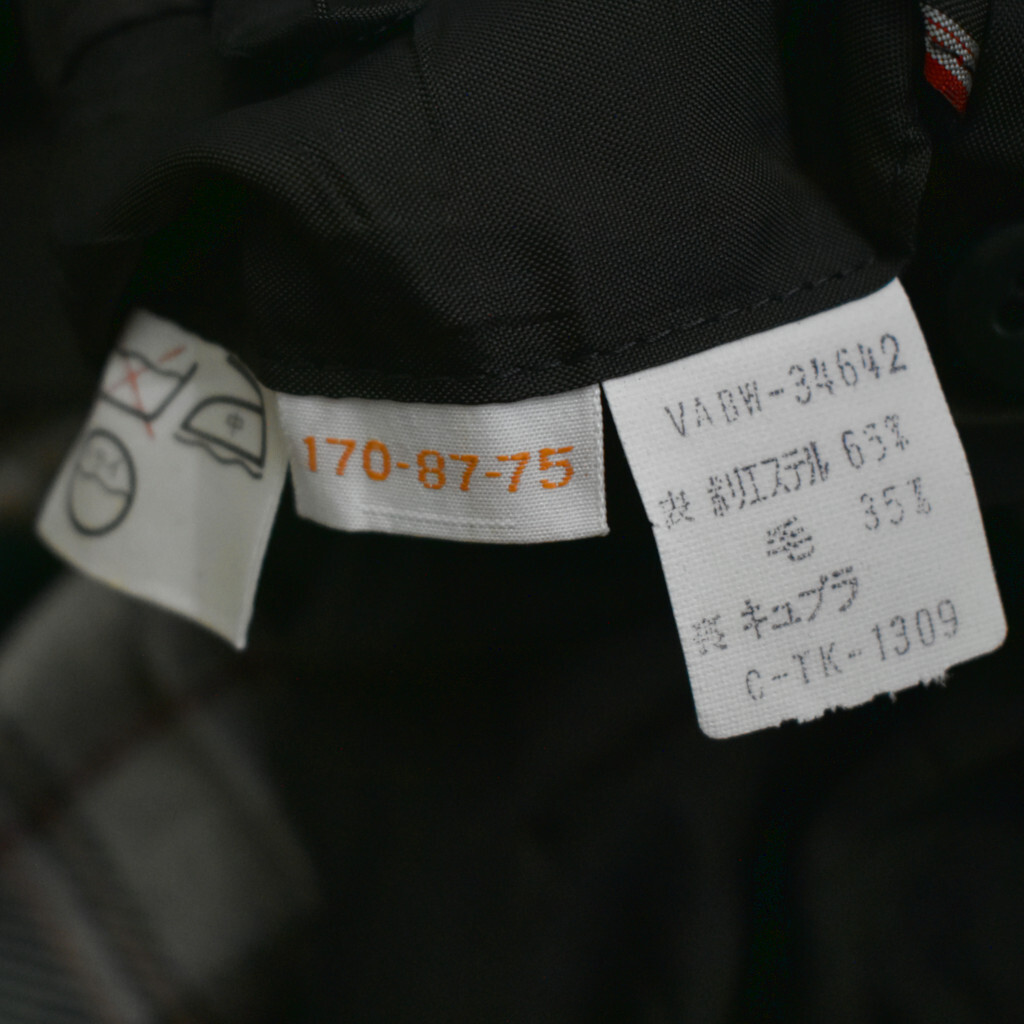 中
170-87-75
VABW-34642
表 ポリエステル 65%
毛 35%
裏 キュプラ
C-TK-1309